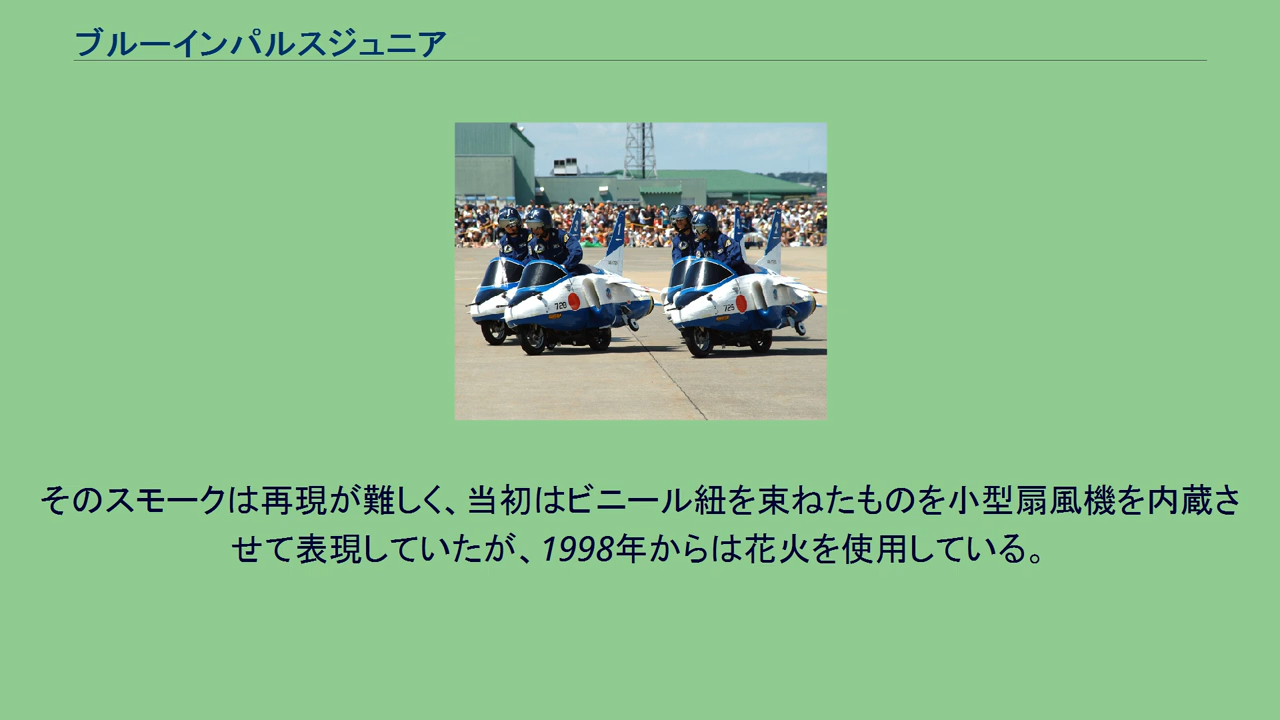 ブルーインパルスジュニア
720
725
そのスモークは再現が難しく、当初はビニール紐を束ねたものを小型扇風機を内蔵さ
せて表現していたが、1998年からは花火を使用している。